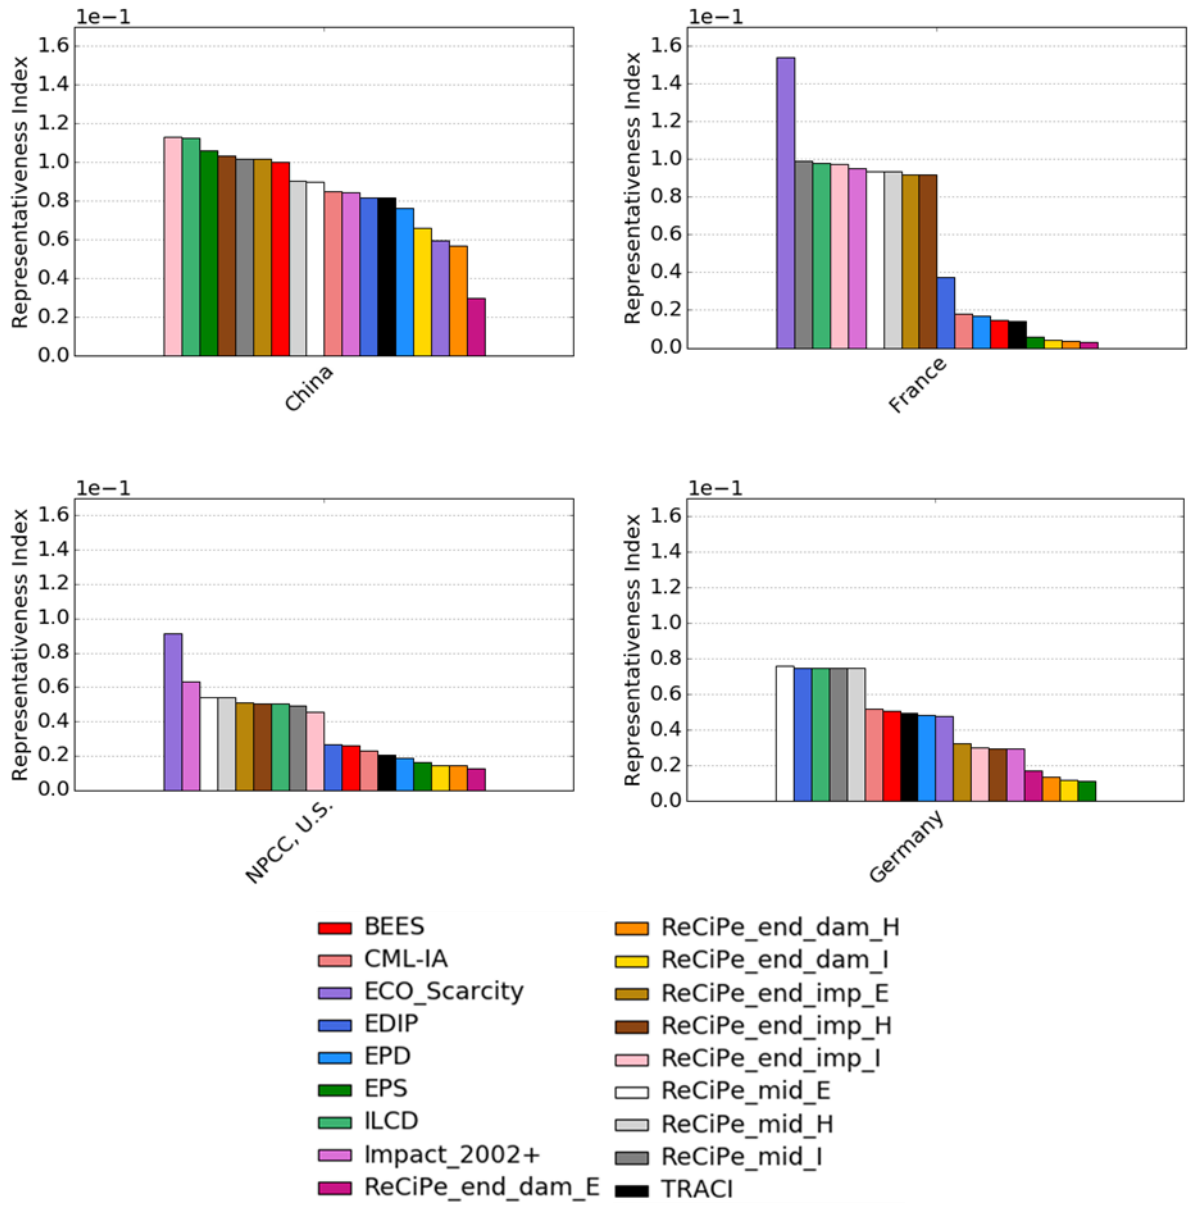 1e−1
Representativeness Index
1.6
1.4
1.2
1.0
0.8
0.6
0.4
0.2
0.0
China
1e−1
Representativeness Index
1.6
1.4
1.2
1.0
0.8
0.6
0.4
0.2
0.0
France
1e−1
Representativeness Index
1.6
1.4
1.2
1.0
0.8
0.6
0.4
0.2
0.0
NPCC, U.S.
1e−1
Representativeness Index
1.6
1.4
1.2
1.0
0.8
0.6
0.4
0.2
0.0
Germany
BEES
CML-IA
ECO_Scarcity
EDIP
EPD
EPS
ILCD
Impact_2002+
ReCiPe_end_dam_E
ReCiPe_end_dam_H
ReCiPe_end_dam_I
ReCiPe_end_imp_E
ReCiPe_end_imp_H
ReCiPe_end_imp_I
ReCiPe_mid_E
ReCiPe_mid_H
ReCiPe_mid_I
TRACI